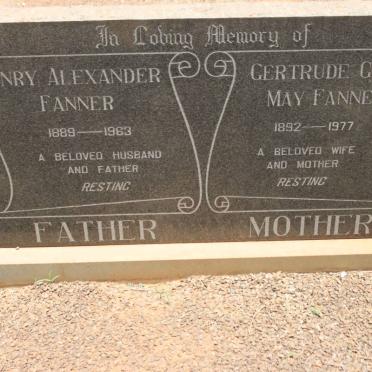 In Loving Memory of
NRY ALEXANDER
FANNER
1889—1963
A BELOVED HUSBAND
AND FATHER
RESTING
FATHER
GERTRUDE G
MAY FANNE
1892—1977
A BELOVED WIFE
AND MOTHER
RESTING
MOTHER